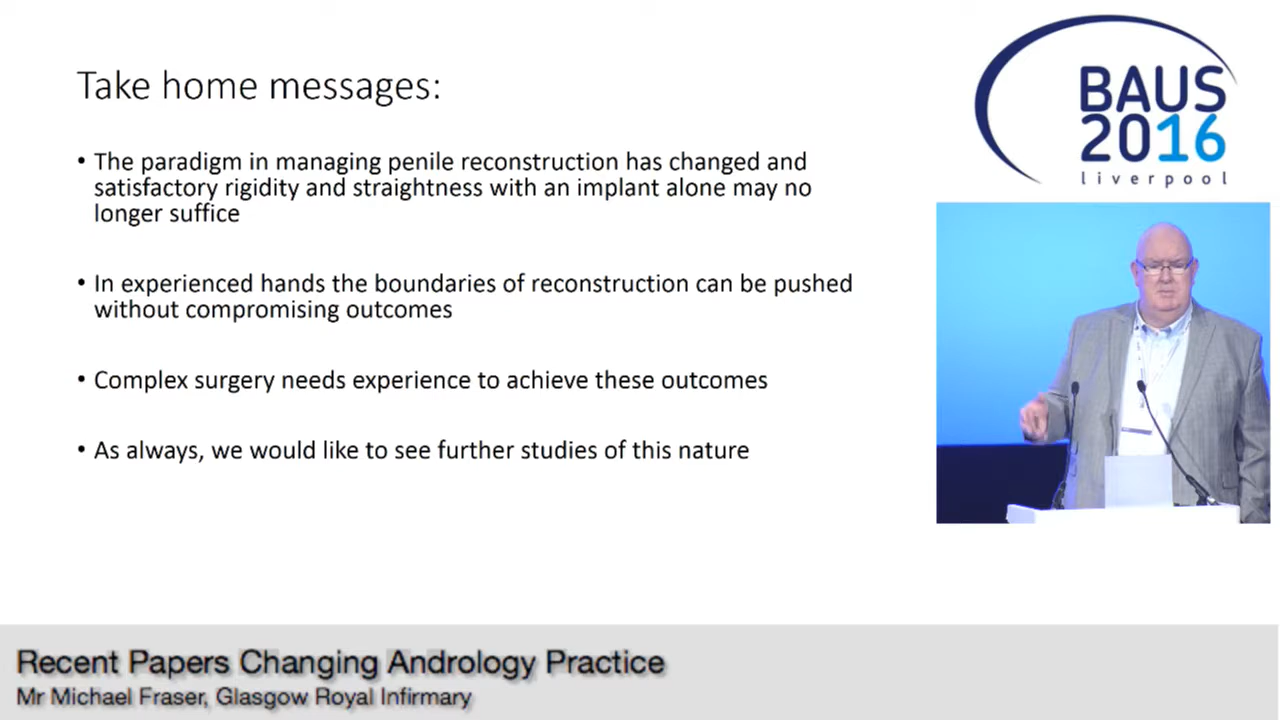 Take home messages:
• The paradigm in managing penile reconstruction has changed and
satisfactory rigidity and straightness with an implant alone may no
longer suffice
• In experienced hands the boundaries of reconstruction can be pushed
without compromising outcomes
• Complex surgery needs experience to achieve these outcomes
• As always, we would like to see further studies of this nature
BAUS
2016
liverpool
Recent Papers Changing Andrology Practice
Mr Michael Fraser, Glasgow Royal Infirmary